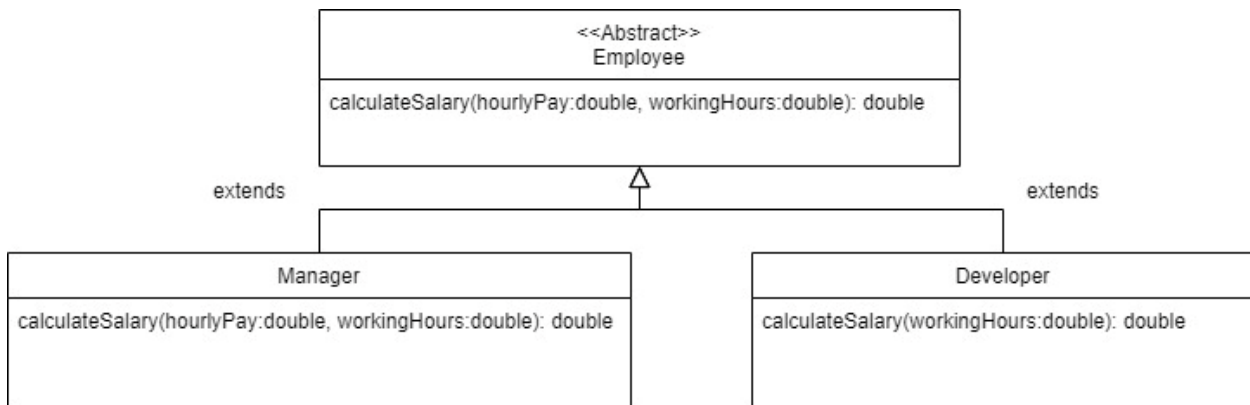 <<Abstract>>
Employee
calculateSalary(hourlyPay:double, workingHours:double): double
extends
extends
Manager
calculateSalary(hourlyPay:double, workingHours:double): double
Developer
calculateSalary(workingHours:double): double